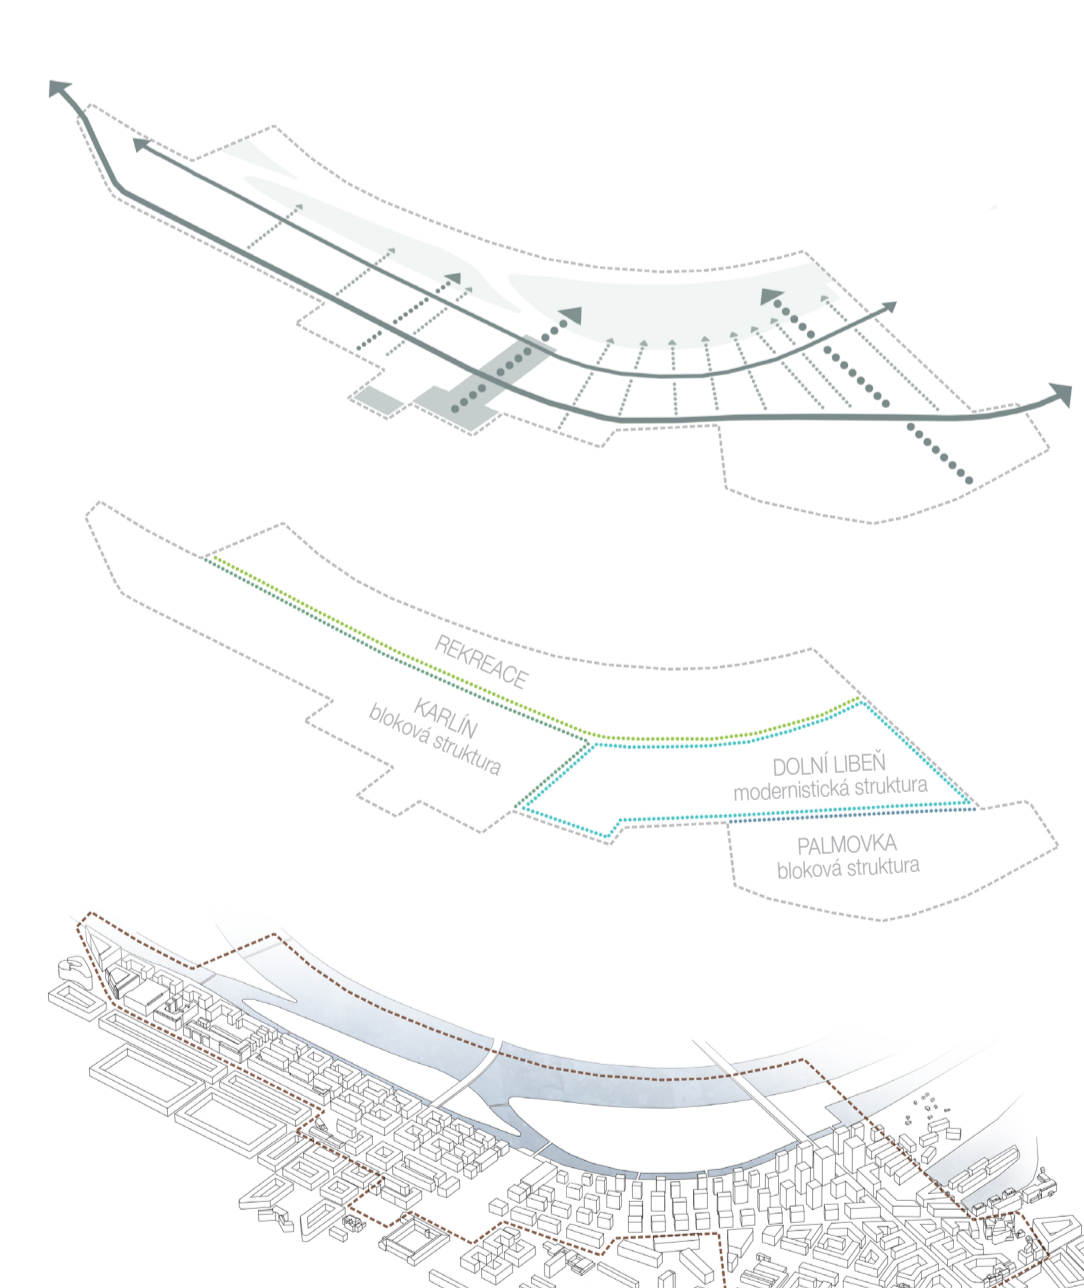 REKREACE
KARLÍN
bloková struktura
DOLNÍ LIBEŇ
modernistická struktura
PALMOVKA
bloková struktura